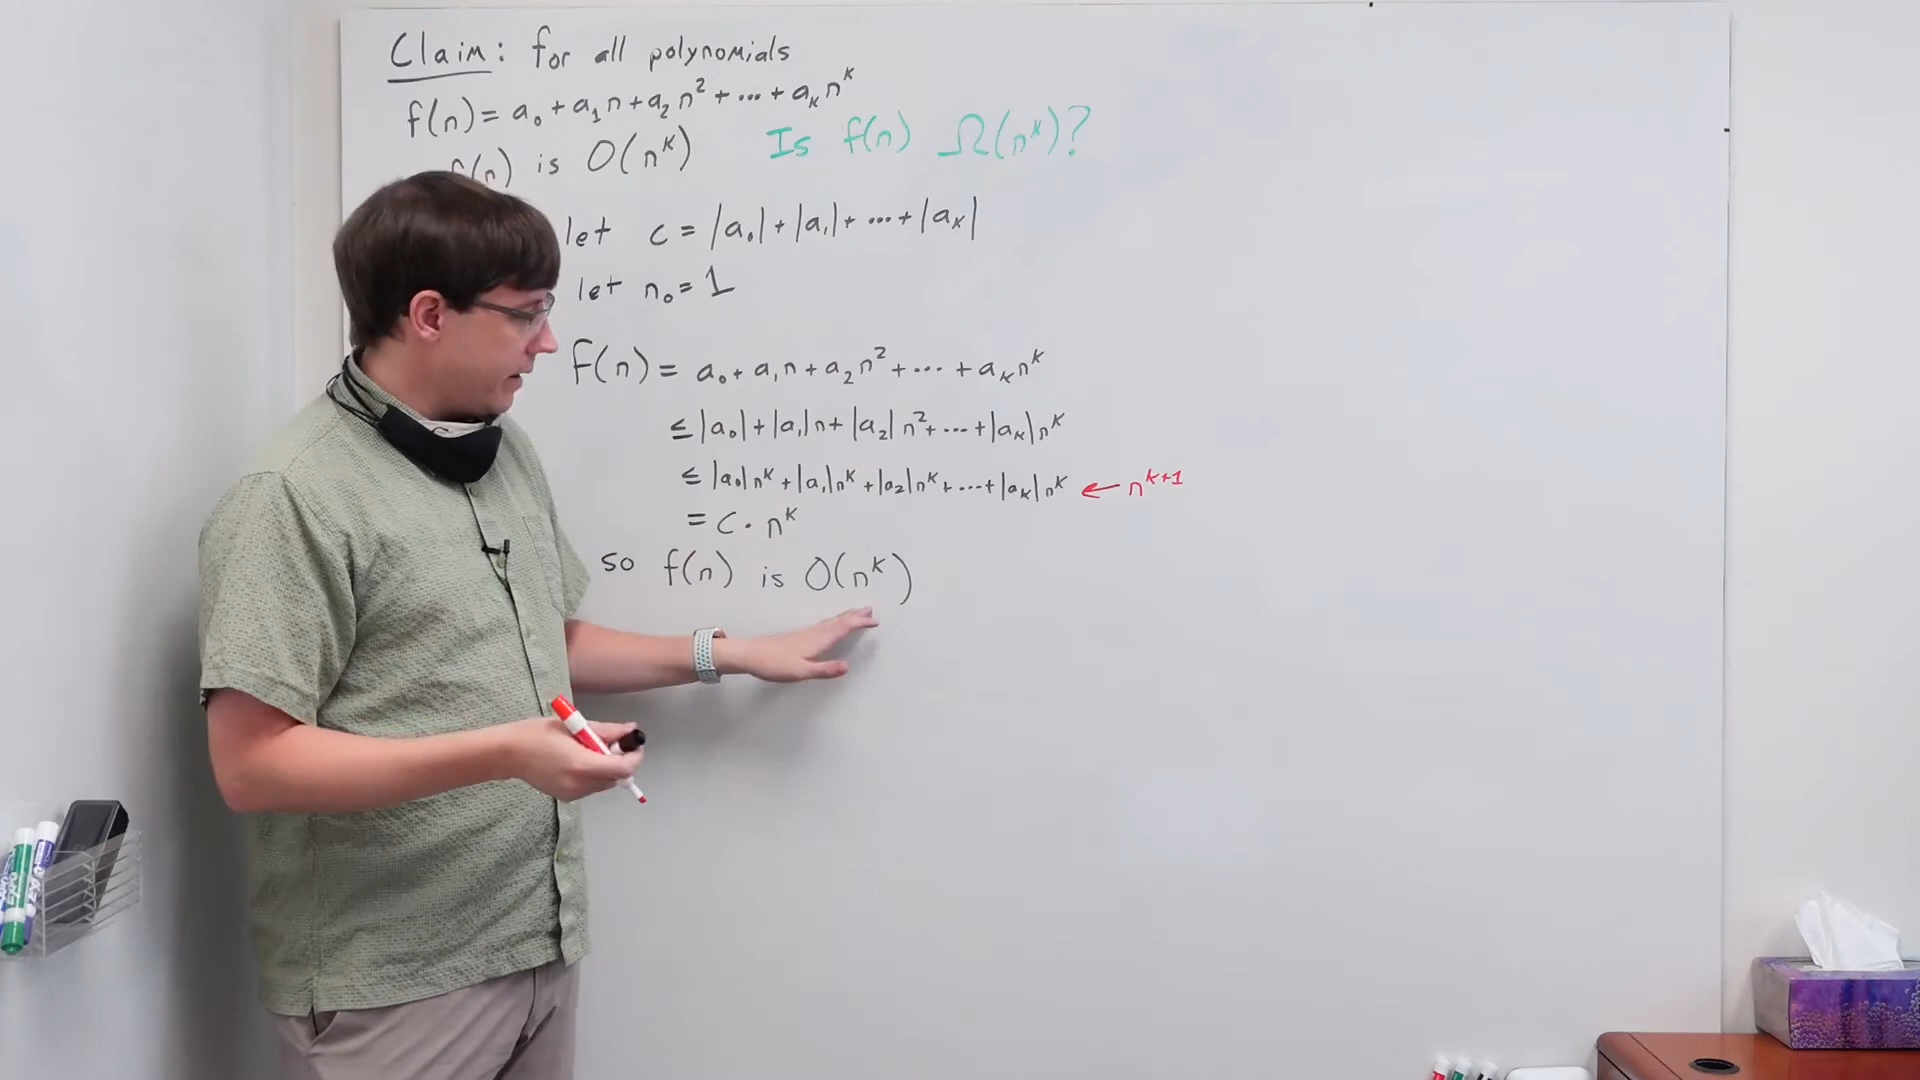 Claim: for all polynomials
f(n) = a₀ + a₁n + a₂n² + ... + aₖnᵏ
f(n) is O(nᵏ) Is f(n) Ω(nᵏ)?
let c = |a₀| + |a₁| + ... + |aₖ|
let n₀ = 1
f(n) = a₀ + a₁n + a₂n² + ... + aₖnᵏ
≤ |a₀| + |a₁|n + |a₂|n² + ... + |aₖ|nᵏ
≤ |a₀|nᵏ + |a₁|nᵏ + |a₂|nᵏ + ... + |aₖ|nᵏ ← nᵏ⁺¹
= c · nᵏ
so f(n) is O(nᵏ)
EXPO